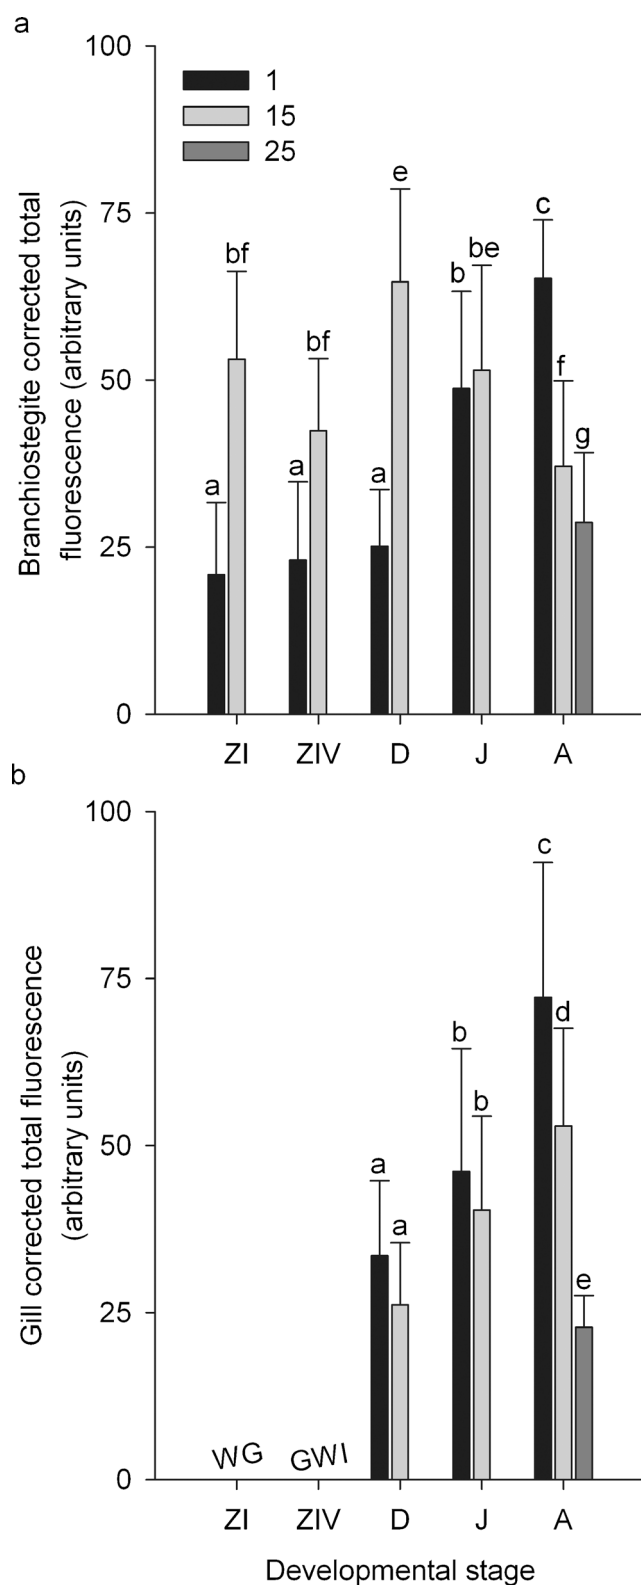 a
100
1
15
25
e
c
bf
be
75
b
bf
f
50
g
a
a
a
25
0
Branchiostegite corrected total
fluorescence (arbitrary units)
ZI ZIV D J A
b
100
c
75
d
b
b
50
a
a
e
25
WG GWI
0
Gill corrected total fluorescence
(arbitrary units)
ZI ZIV D J A
Developmental stage